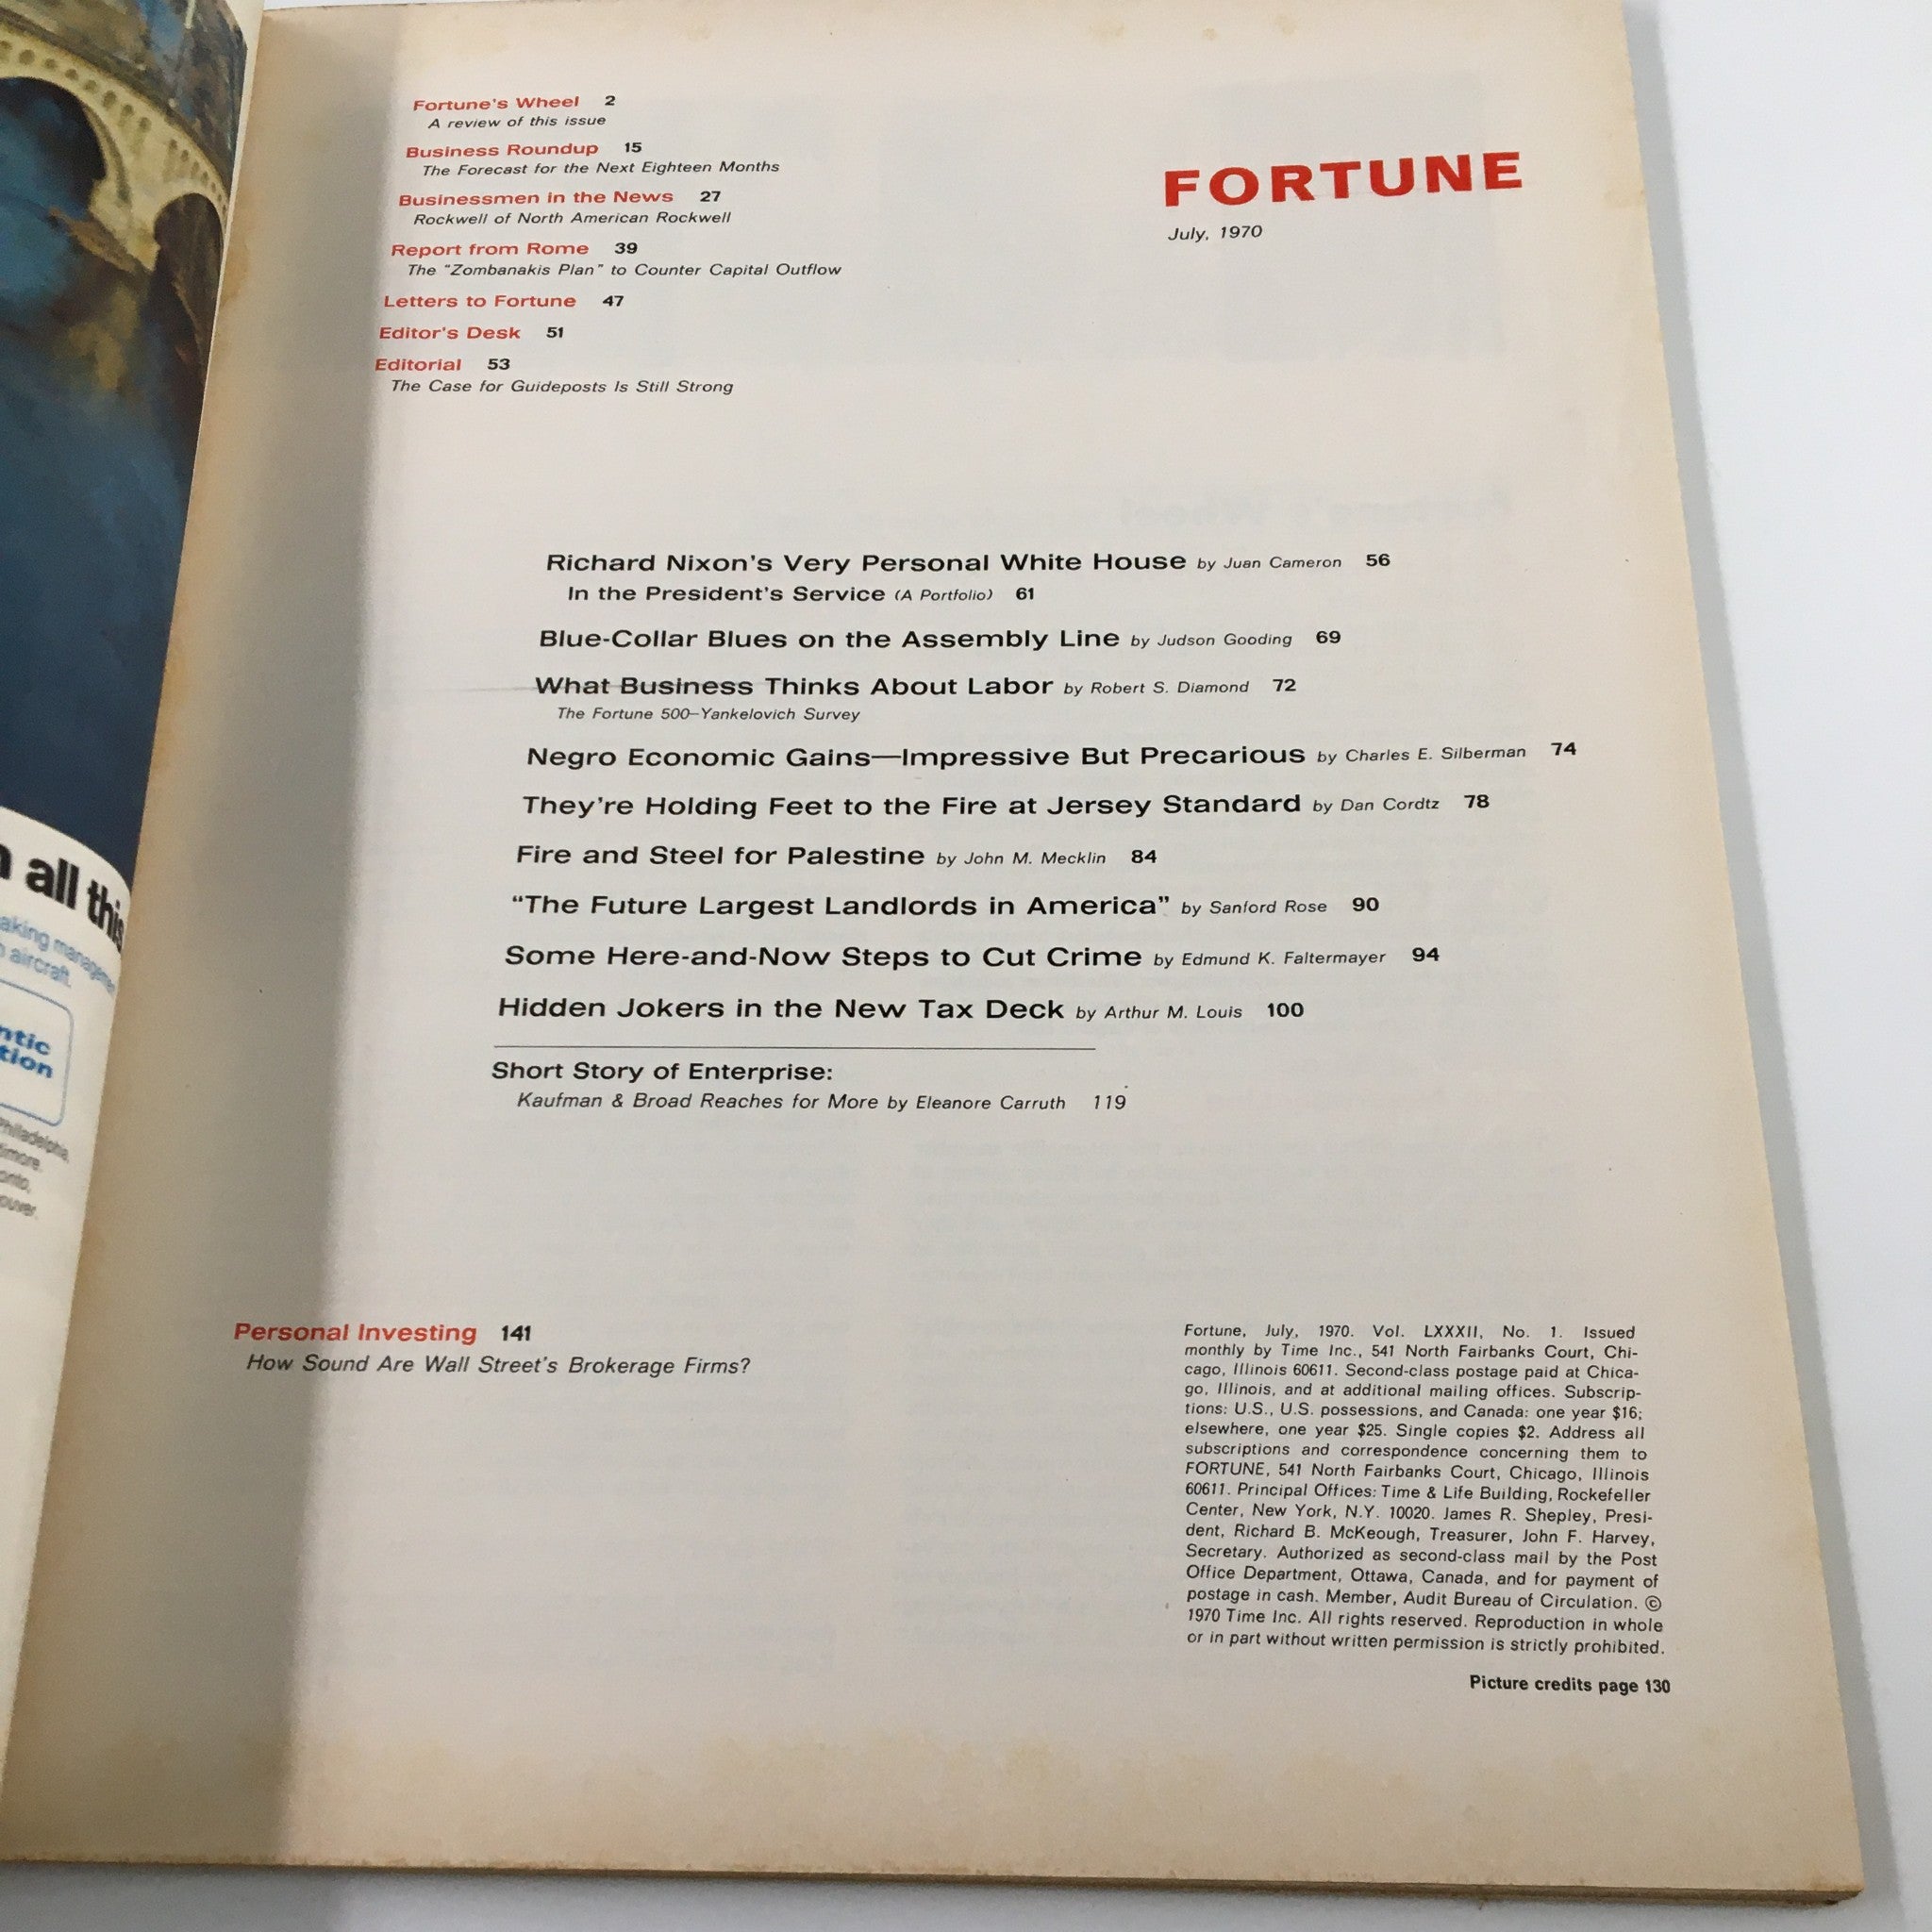 Fortune's Wheel 2
A review of this issue
Business Roundup 15
The Forecast for the Next Eighteen Months
Businessmen in the News 27
Rockwell of North American Rockwell
Report from Rome 39
The "Zombanakis Plan" to Counter Capital Outflow
Letters to Fortune 47
Editor's Desk 51
Editorial 53
The Case for Guideposts Is Still Strong
FORTUNE
July, 1970
Richard Nixon's Very Personal White House by Juan Cameron 56
In the President's Service (A Portfolio) 61
Blue-Collar Blues on the Assembly Line by Judson Gooding 69
What Business Thinks About Labor by Robert S. Diamond 72
The Fortune 500–Yankelovich Survey
Negro Economic Gains—Impressive But Precarious by Charles E. Silberman 74
They're Holding Feet to the Fire at Jersey Standard by Dan Cordtz 78
Fire and Steel for Palestine by John M. Mecklin 84
"The Future Largest Landlords in America" by Sanford Rose 90
Some Here-and-Now Steps to Cut Crime by Edmund K. Faltermayer 94
Hidden Jokers in the New Tax Deck by Arthur M. Louis 100
Short Story of Enterprise:
Kaufman & Broad Reaches for More by Eleanore Carruth 119
Personal Investing 141
How Sound Are Wall Street's Brokerage Firms?
Fortune, July, 1970. Vol. LXXXII, No. 1. Issued
monthly by Time Inc., 541 North Fairbanks Court, Chi-
cago, Illinois 60611. Second-class postage paid at Chica-
go, Illinois, and at additional mailing offices. Subscrip-
tions: U.S., U.S. possessions, and Canada: one year $16;
elsewhere, one year $25. Single copies $2. Address all
subscriptions and correspondence concerning them to
FORTUNE, 541 North Fairbanks Court, Chicago, Illinois
60611. Principal Offices: Time & Life Building, Rockefeller
Center, New York, N.Y. 10020. James R. Shepley, Presi-
dent, Richard B. McKeough, Treasurer, John F. Harvey,
Secretary. Authorized as second-class mail by the Post
Office Department, Ottawa, Canada, and for payment of
postage in cash. Member, Audit Bureau of Circulation. ©
1970 Time Inc. All rights reserved. Reproduction in whole
or in part without written permission is strictly prohibited.
Picture credits page 130
all this
aircraft.